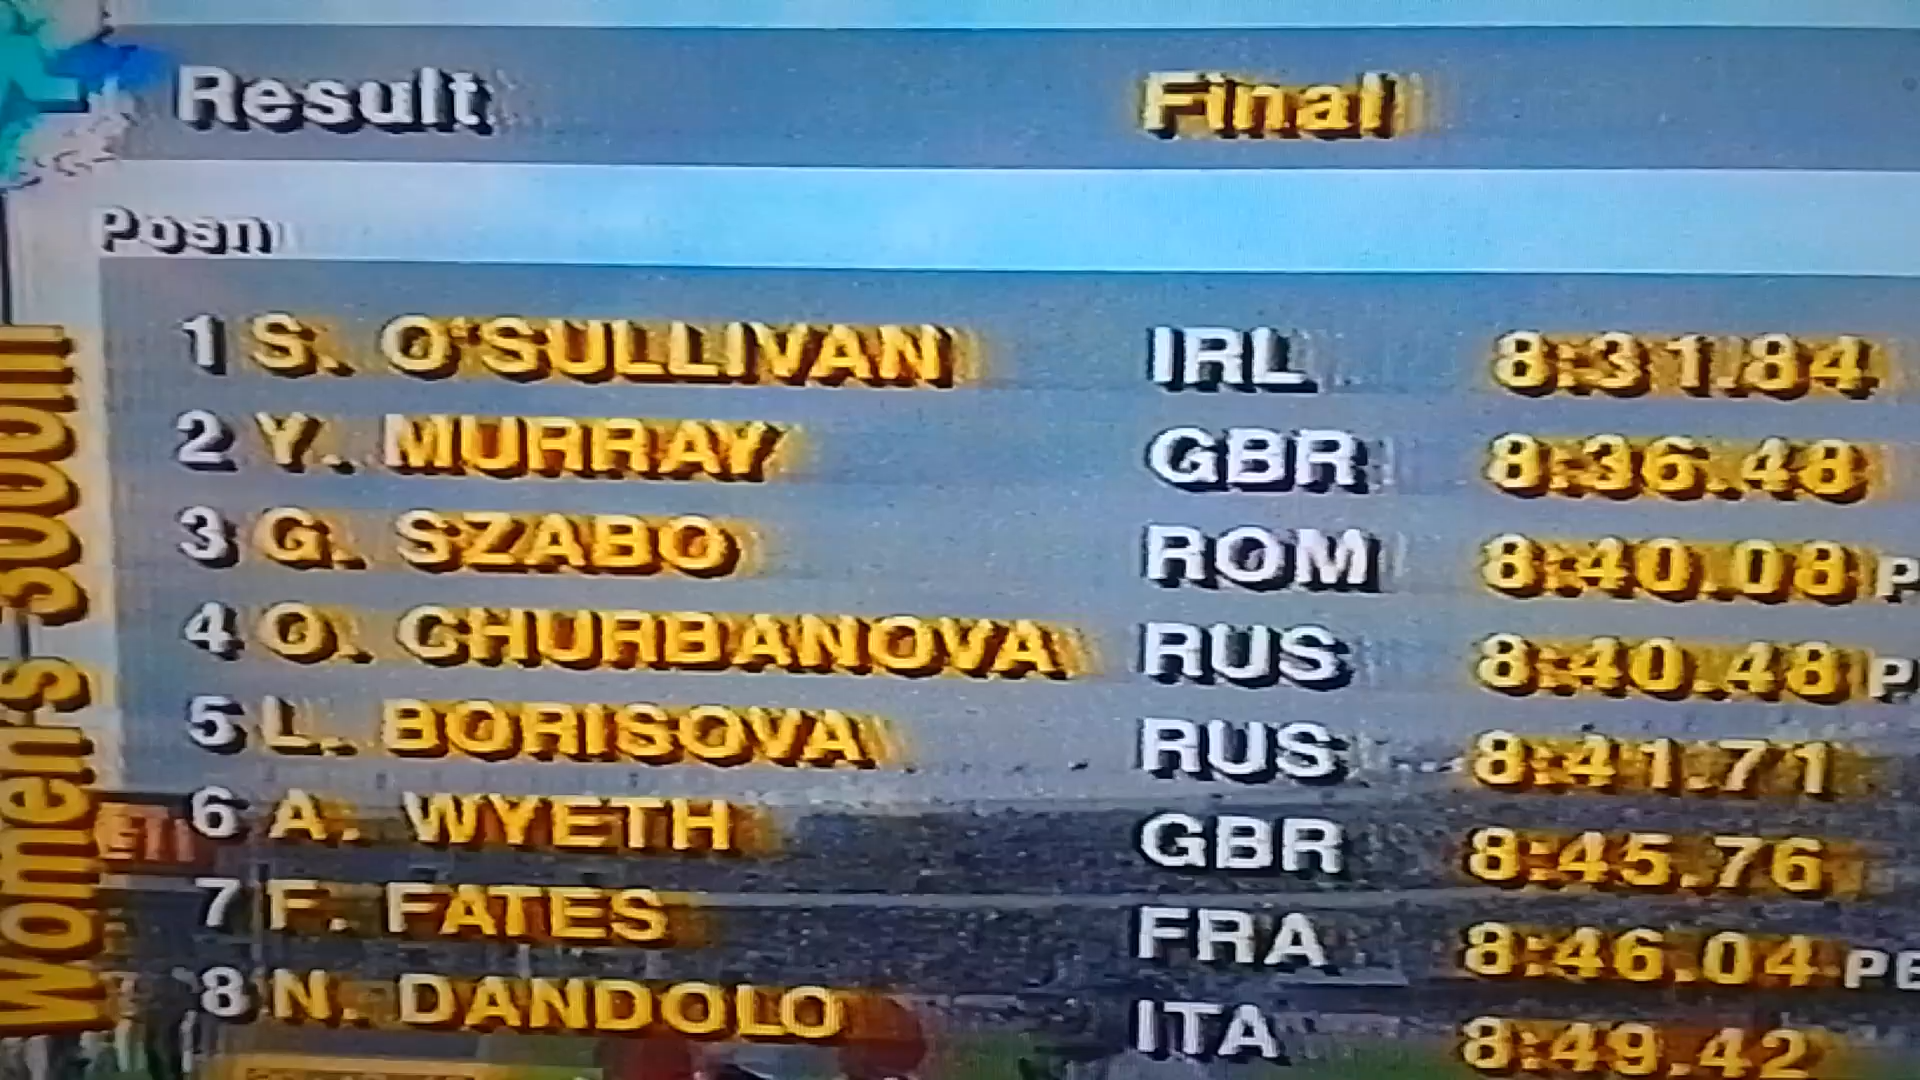 Result Final
Posn
Women's 3000m
1 S. O'SULLIVAN IRL 8:31.84
2 Y. MURRAY GBR 8:36.48
3 G. SZABO ROM 8:40.08 P
4 O. CHURBANOVA RUS 8:40.48 P
5 L. BORISOVA RUS 8:41.71
6 A. WYETH GBR 8:45.76
7 F. FATES FRA 8:46.04 PB
8 N. DANDOLO ITA 8:49.42